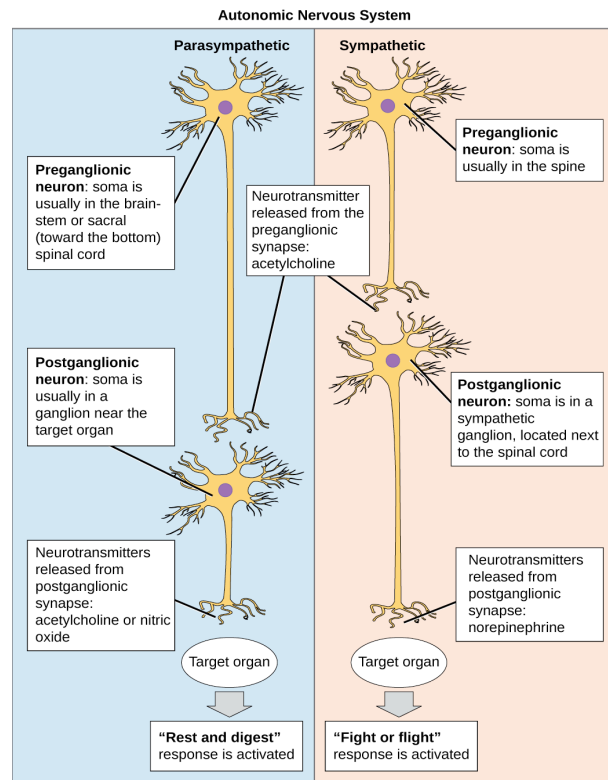 Autonomic Nervous System
Parasympathetic
Sympathetic
Preganglionic
neuron: soma is
usually in the brain-
stem or sacral
(toward the bottom)
spinal cord
Neurotransmitter
released from the
preganglionic
synapse:
acetylcholine
Preganglionic
neuron: soma is
usually in the spine
Postganglionic
neuron: soma is
usually in a
ganglion near the
target organ
Postganglionic
neuron: soma is in a
sympathetic
ganglion, located next
to the spinal cord
Neurotransmitters
released from
postganglionic
synapse:
acetylcholine or nitric
oxide
Neurotransmitters
released from
postganglionic
synapse:
norepinephrine
Target organ
Target organ
“Rest and digest”
response is activated
“Fight or flight”
response is activated